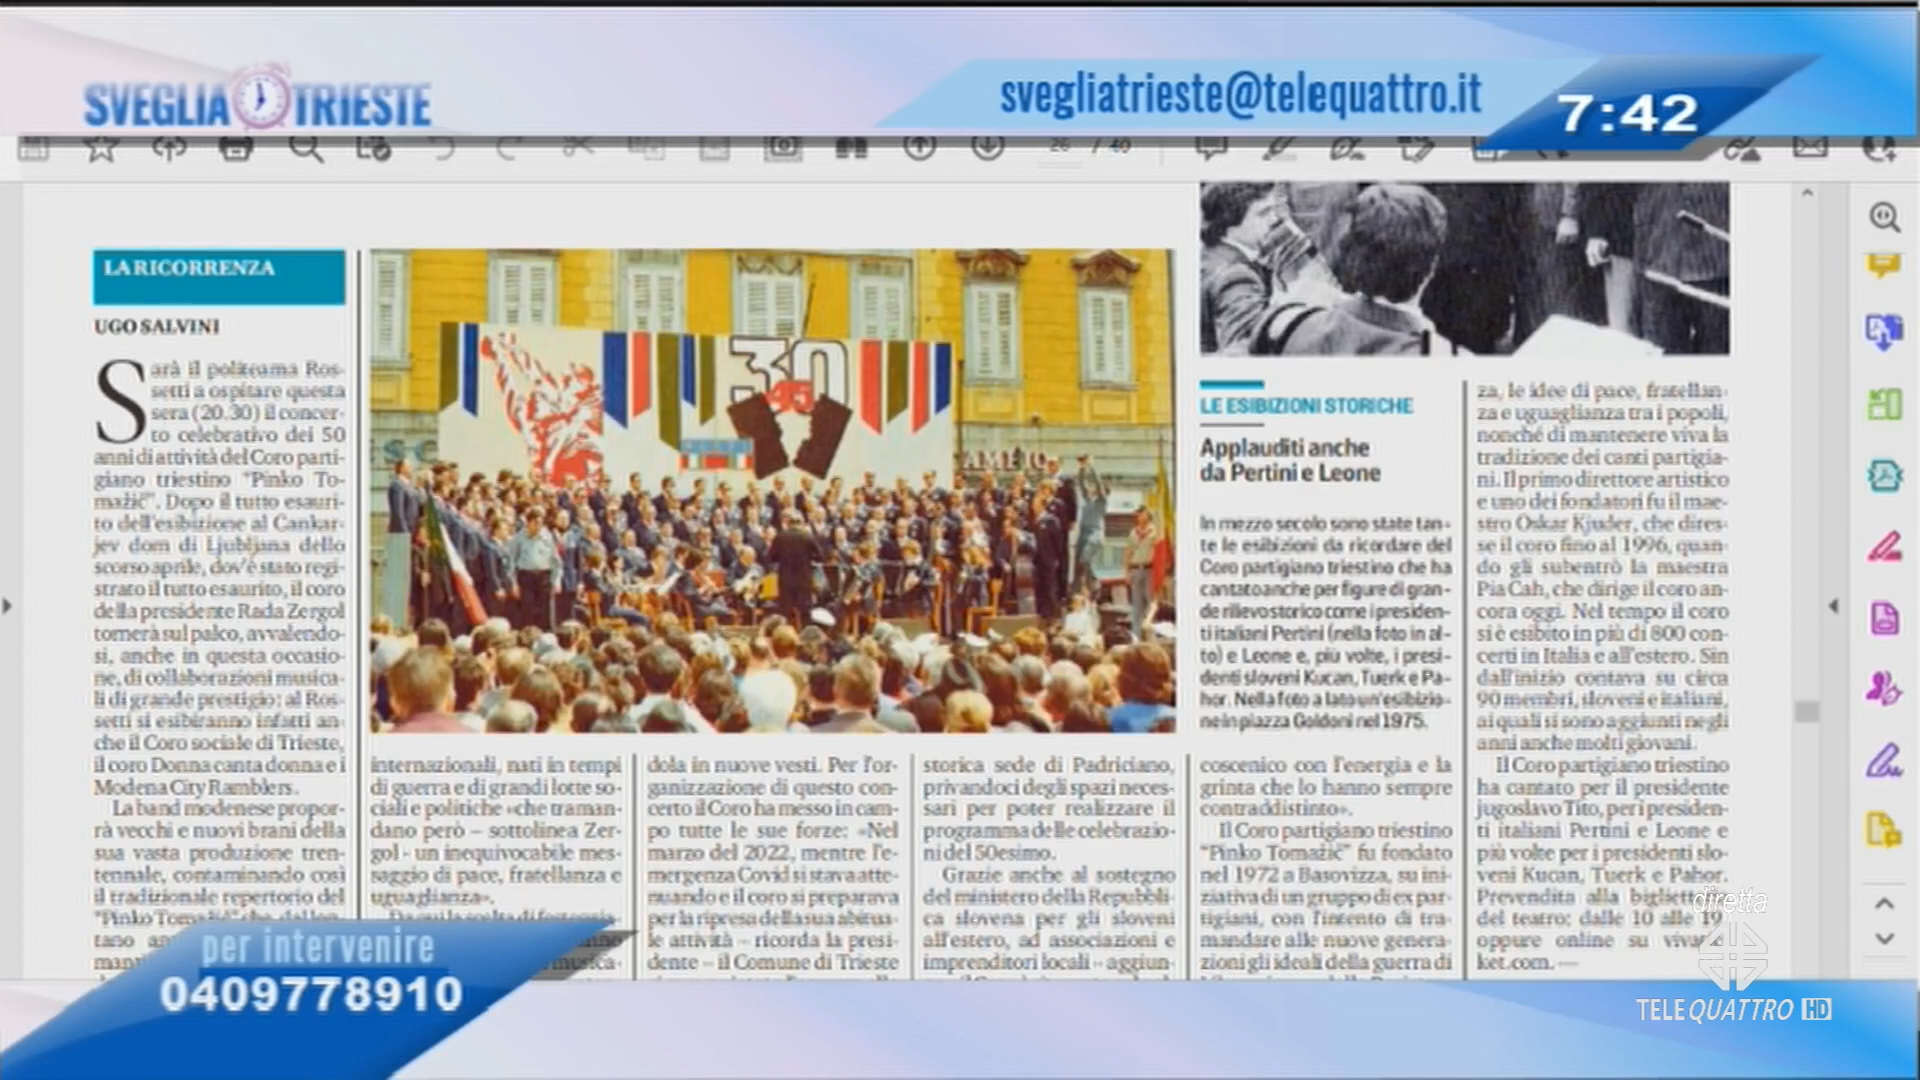 SVEGLIA TRIESTE
svegliatrieste@telequattro.it
7:42
26 / 40
LA RICORRENZA
UGO SALVINI
Sarà il politeama Ros-
setti a ospitare questa
sera (20.30) il concer-
to celebrativo dei 50
anni di attività del Coro parti-
giano triestino "Pinko To-
mažič". Dopo il tutto esauri-
to dell'esibizione al Cankar-
jev dom di Ljubljana dello
scorso aprile, dov'è stato regi-
strato il tutto esaurito, il coro
della presidente Rada Zergol
tornerà sul palco, avvalendo-
si, anche in questa occasio-
ne, di collaborazioni musica-
li di grande prestigio: al Ros-
setti si esibiranno infatti an-
che il Coro sociale di Trieste,
il coro Donna canta donna e i
Modena City Ramblers.
La band modenese propor-
rà vecchi e nuovi brani della
sua vasta produzione tren-
tennale, contaminando così
il tradizionale repertorio del
"Pinko Tomažič"
tano
30
45
internazionali, nati in tempi
di guerra e di grandi lotte so-
ciali e politiche «che traman-
dano però – sottolinea Zer-
gol - un inequivocabile mes-
saggio di pace, fratellanza e
uguaglianza».
dola in nuove vesti. Per l'or-
ganizzazione di questo con-
certo il Coro ha messo in cam-
po tutte le sue forze: «Nel
marzo del 2022, mentre l'e-
mergenza Covid si stava atte-
nuando e il coro si preparava
per la ripresa della sua abitua-
le attività – ricorda la presi-
dente – il Comune di Trieste
storica sede di Padriciano,
privandoci degli spazi neces-
sari per poter realizzare il
programma delle celebrazio-
ni del 50esimo.
Grazie anche al sostegno
del ministero della Repubbli-
ca slovena per gli sloveni
all'estero, ad associazioni e
imprenditori locali – aggiun-
LE ESIBIZIONI STORICHE
Applauditi anche
da Pertini e Leone
In mezzo secolo sono state tan-
te le esibizioni da ricordare del
Coro partigiano triestino che ha
cantato anche per figure di gran-
de rilievo storico come i presiden-
ti italiani Pertini (nella foto in al-
to) e Leone e, più volte, i presi-
denti sloveni Kucan, Tuerk e Pa-
hor. Nella foto a lato un'esibizio-
ne in piazza Goldoni nel 1975.
coscenico con l'energia e la
grinta che lo hanno sempre
contraddistinto».
Il Coro partigiano triestino
"Pinko Tomažič" fu fondato
nel 1972 a Basovizza, su ini-
ziativa di un gruppo di ex par-
tigiani, con l'intento di tra-
mandare alle nuove genera-
zioni gli ideali della guerra di
za, le idee di pace, fratellan-
za e uguaglianza tra i popoli,
nonché di mantenere viva la
tradizione dei canti partigia-
ni. Il primo direttore artistico
e uno dei fondatori fu il mae-
stro Oskar Kjuder, che dires-
se il coro fino al 1996, quan-
do gli subentrò la maestra
Pia Cah, che dirige il coro an-
cora oggi. Nel tempo il coro
si è esibito in più di 800 con-
certi in Italia e all'estero. Sin
dall'inizio contava su circa
90 membri, sloveni e italiani,
ai quali si sono aggiunti negli
anni anche molti giovani.
Il Coro partigiano triestino
ha cantato per il presidente
jugoslavo Tito, per i presiden-
ti italiani Pertini e Leone e
più volte per i presidenti slo-
veni Kucan, Tuerk e Pahor.
Prevendita alla biglietteria
del teatro: dalle 10 alle 19
oppure online su vivatic-
ket.com. —
per intervenire
0409778910
diretta
TELEQUATTRO HD